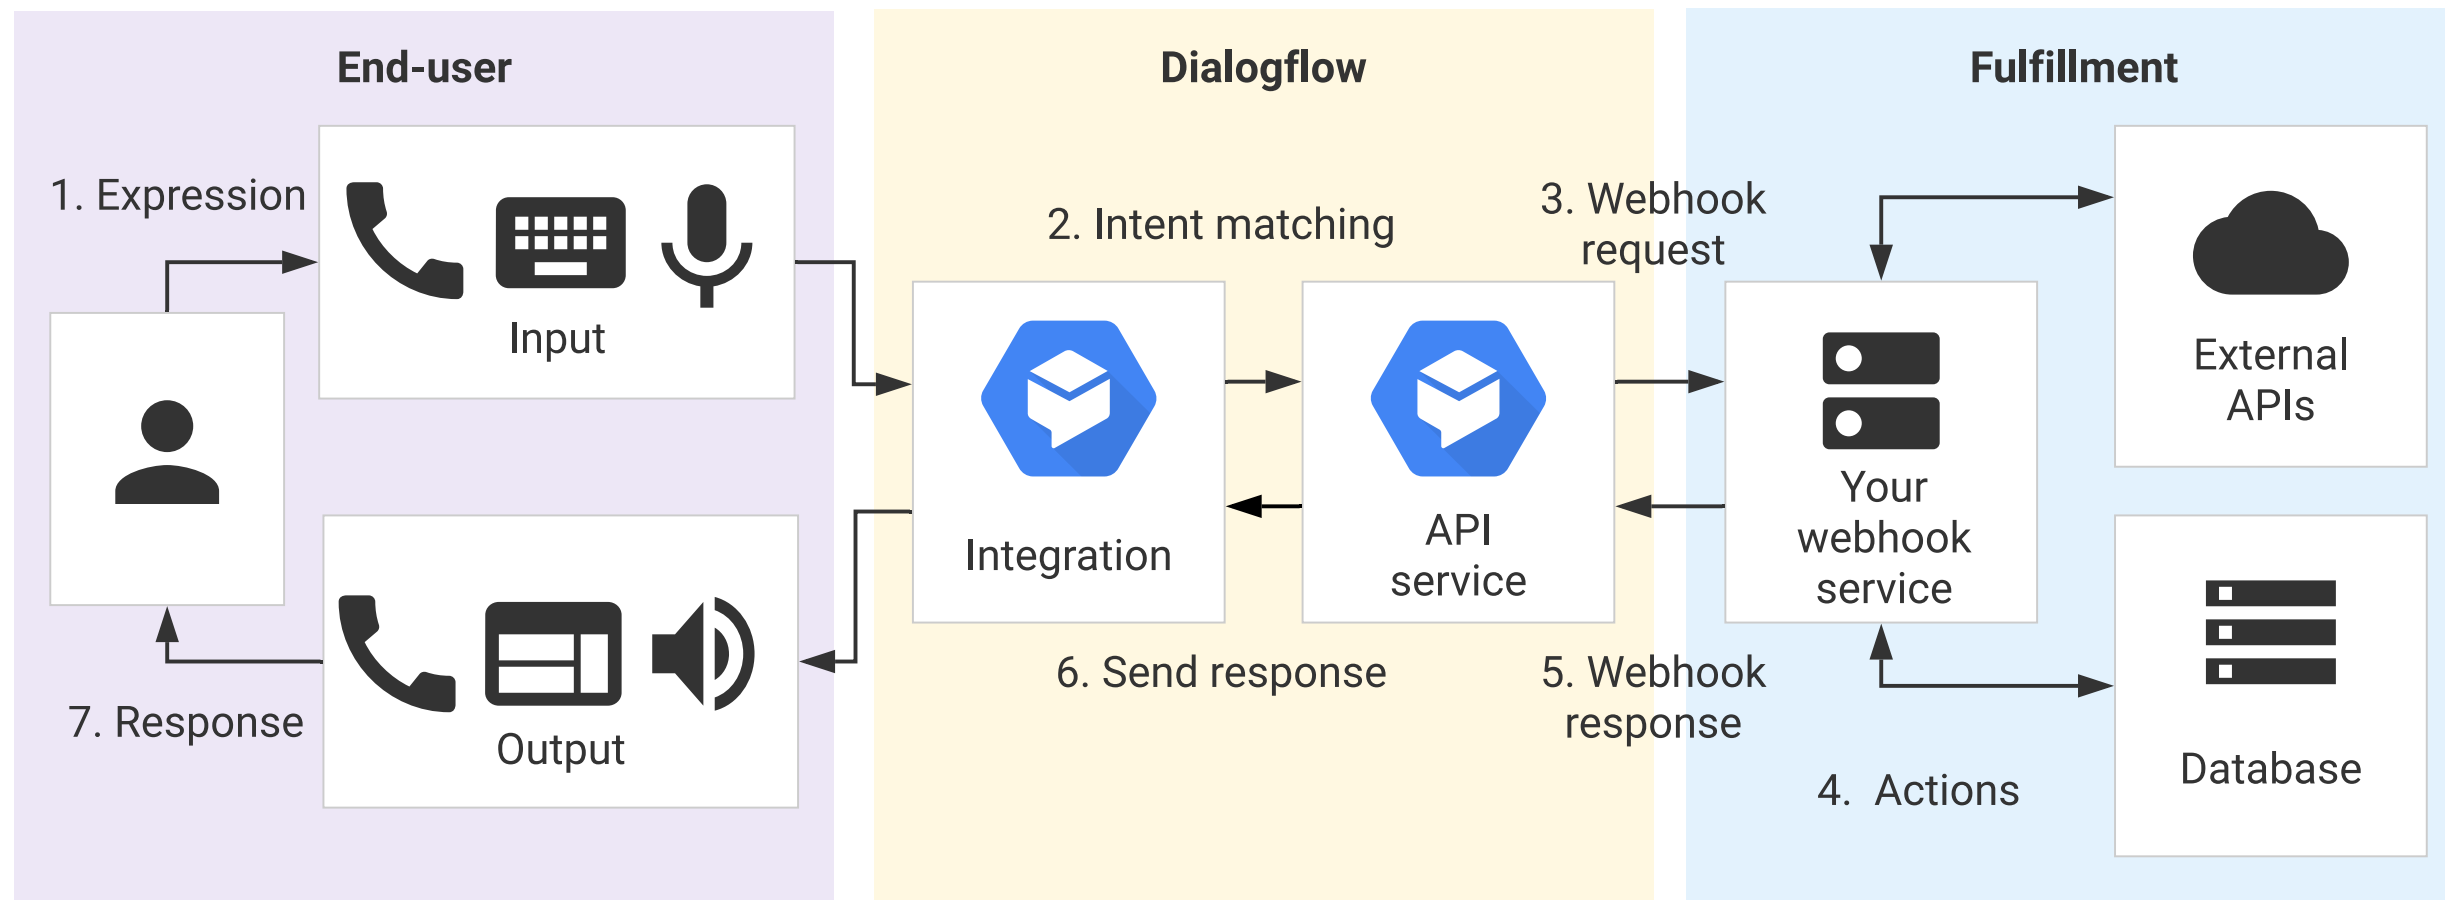 End-user
Dialogflow
Fulfillment
1. Expression
Input
2. Intent matching
3. Webhook
request
External
APIs
Integration
API
service
Your
webhook
service
6. Send response
5. Webhook
response
7. Response
Output
4. Actions
Database